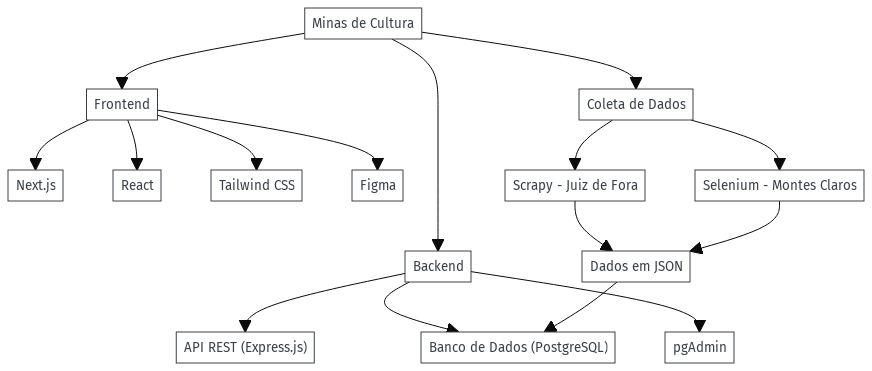 Minas de Cultura
Frontend
Coleta de Dados
Next.js
React
Tailwind CSS
Figma
Scrapy - Juiz de Fora
Selenium - Montes Claros
Backend
Dados em JSON
API REST (Express.js)
Banco de Dados (PostgreSQL)
pgAdmin